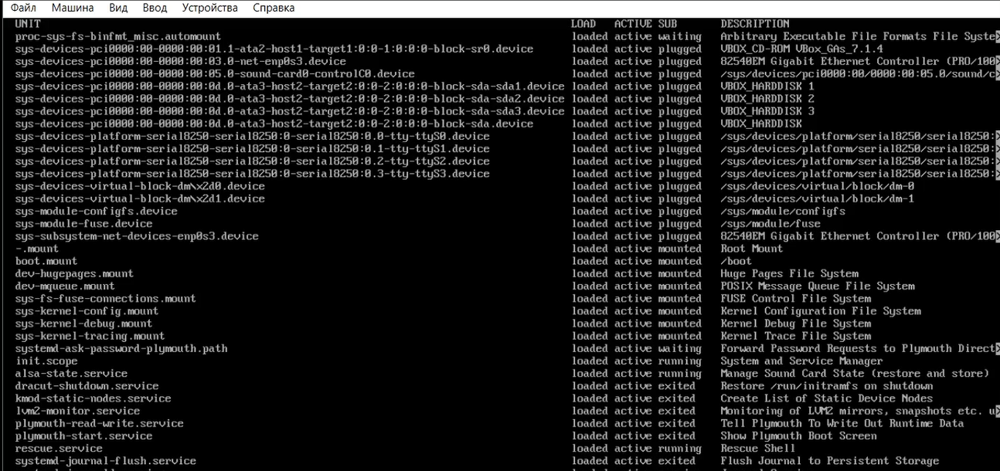 Файл Машина Вид Ввод Устройства Справка
UNIT LOAD ACTIVE SUB DESCRIPTION
proc-sys-fs-binfmt_misc.automount loaded active waiting Arbitrary Executable File Formats File Syste>
sys-devices-pci0000:00-0000:00:01.1-ata2-host1-target1:0:0-1:0:0:0-block-sr0.device loaded active plugged VBOX_CD-ROM VBox_GAs_7.1.4
sys-devices-pci0000:00-0000:00:03.0-net-enp0s3.device loaded active plugged 82540EM Gigabit Ethernet Controller (PRO/100>
sys-devices-pci0000:00-0000:00:05.0-sound-card0-controlC0.device loaded active plugged /sys/devices/pci0000:00/0000:00:05.0/sound/c>
sys-devices-pci0000:00-0000:00:0d.0-ata3-host2-target2:0:0-2:0:0:0-block-sda-sda1.device loaded active plugged VBOX_HARDDISK 1
sys-devices-pci0000:00-0000:00:0d.0-ata3-host2-target2:0:0-2:0:0:0-block-sda-sda2.device loaded active plugged VBOX_HARDDISK 2
sys-devices-pci0000:00-0000:00:0d.0-ata3-host2-target2:0:0-2:0:0:0-block-sda-sda3.device loaded active plugged VBOX_HARDDISK 3
sys-devices-pci0000:00-0000:00:0d.0-ata3-host2-target2:0:0-2:0:0:0-block-sda.device loaded active plugged VBOX_HARDDISK
sys-devices-platform-serial8250-serial8250:0-serial8250:0.0-tty-ttyS0.device loaded active plugged /sys/devices/platform/serial8250/serial8250:>
sys-devices-platform-serial8250-serial8250:0-serial8250:0.1-tty-ttyS1.device loaded active plugged /sys/devices/platform/serial8250/serial8250:>
sys-devices-platform-serial8250-serial8250:0-serial8250:0.2-tty-ttyS2.device loaded active plugged /sys/devices/platform/serial8250/serial8250:>
sys-devices-platform-serial8250-serial8250:0-serial8250:0.3-tty-ttyS3.device loaded active plugged /sys/devices/platform/serial8250/serial8250:>
sys-devices-virtual-block-dm\x2d0.device loaded active plugged /sys/devices/virtual/block/dm-0
sys-devices-virtual-block-dm\x2d1.device loaded active plugged /sys/devices/virtual/block/dm-1
sys-module-configfs.device loaded active plugged /sys/module/configfs
sys-module-fuse.device loaded active plugged /sys/module/fuse
sys-subsystem-net-devices-enp0s3.device loaded active plugged 82540EM Gigabit Ethernet Controller (PRO/100>
-.mount loaded active mounted Root Mount
boot.mount loaded active mounted /boot
dev-hugepages.mount loaded active mounted Huge Pages File System
dev-mqueue.mount loaded active mounted POSIX Message Queue File System
sys-fs-fuse-connections.mount loaded active mounted FUSE Control File System
sys-kernel-config.mount loaded active mounted Kernel Configuration File System
sys-kernel-debug.mount loaded active mounted Kernel Debug File System
sys-kernel-tracing.mount loaded active mounted Kernel Trace File System
systemd-ask-password-plymouth.path loaded active waiting Forward Password Requests to Plymouth Direct>
init.scope loaded active running System and Service Manager
alsa-state.service loaded active running Manage Sound Card State (restore and store)
dracut-shutdown.service loaded active exited Restore /run/initramfs on shutdown
kmod-static-nodes.service loaded active exited Create List of Static Device Nodes
lvm2-monitor.service loaded active exited Monitoring of LVM2 mirrors, snapshots etc. u>
plymouth-read-write.service loaded active exited Tell Plymouth To Write Out Runtime Data
plymouth-start.service loaded active exited Show Plymouth Boot Screen
rescue.service loaded active running Rescue Shell
systemd-journal-flush.service loaded active exited Flush Journal to Persistent Storage